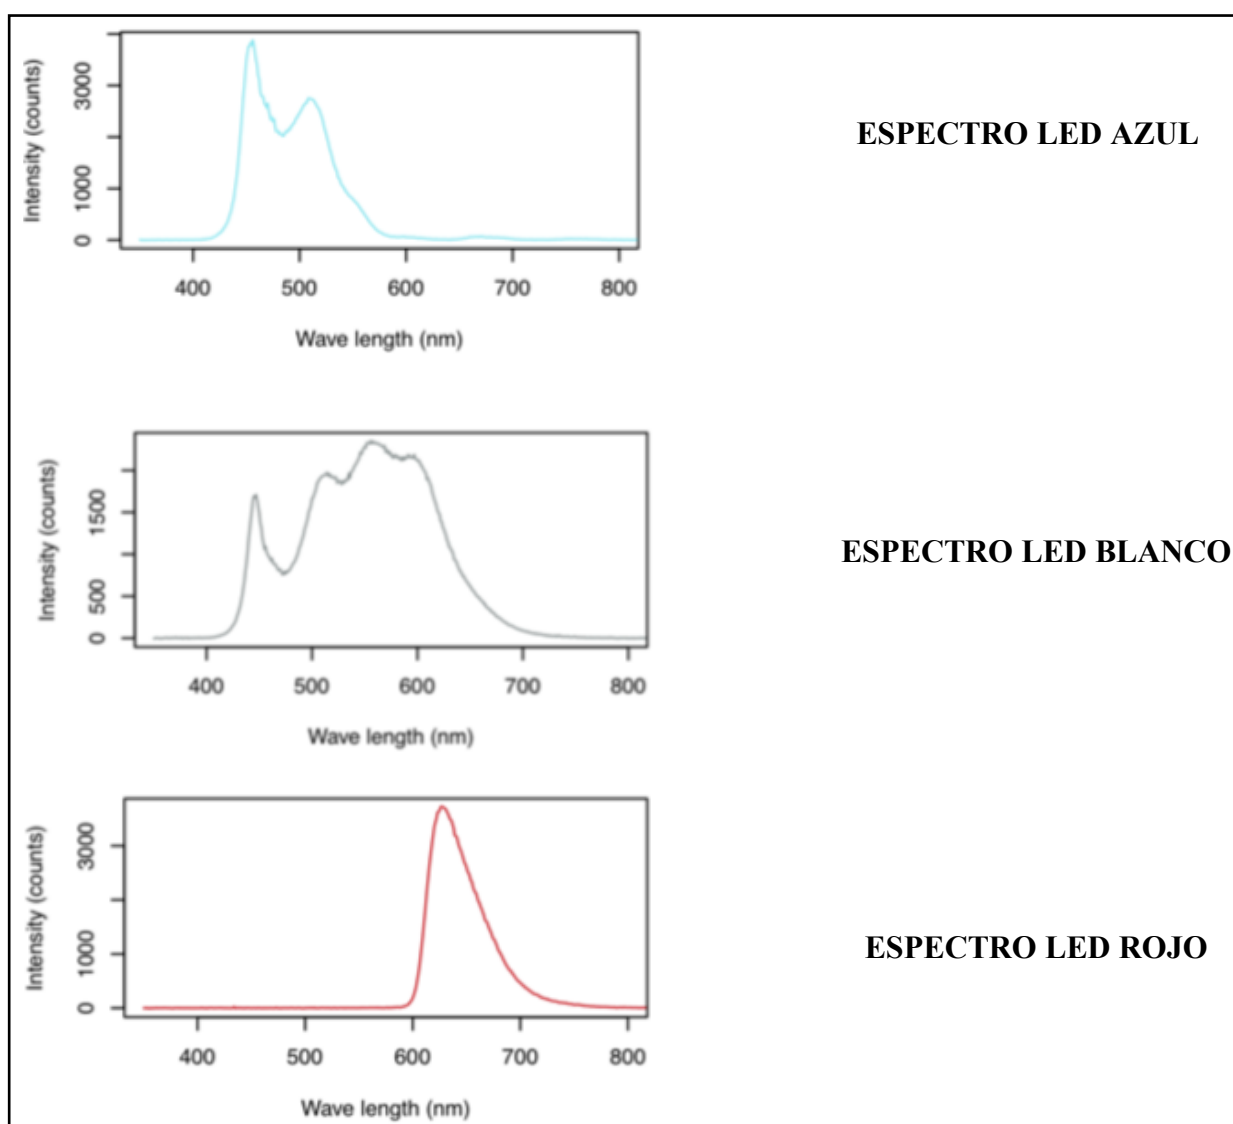 Intensity (counts)
3000
1000
0
400 500 600 700 800
Wave length (nm)
ESPECTRO LED AZUL
Intensity (counts)
1500
500
0
400 500 600 700 800
Wave length (nm)
ESPECTRO LED BLANCO
Intensity (counts)
3000
1000
0
400 500 600 700 800
Wave length (nm)
ESPECTRO LED ROJO